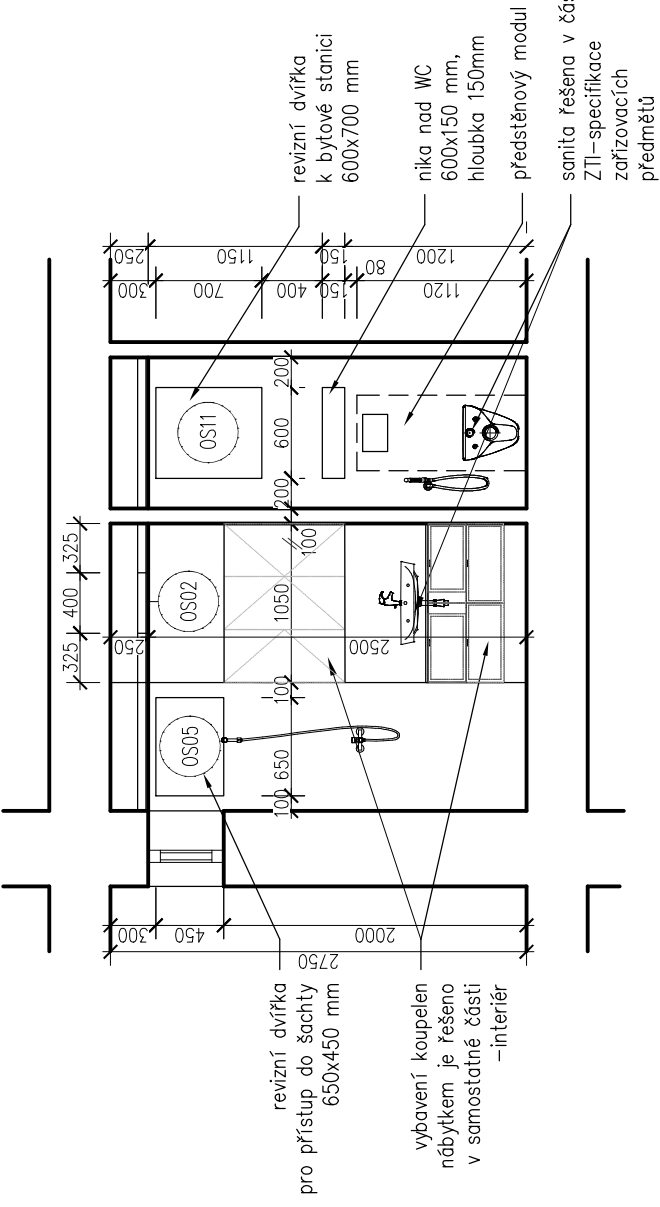 revizní dvířka
k bytové stanici
600x700 mm
nika nad WC
600x150 mm,
hloubka 150mm
předstěnový modul
sanita řešena v
ZTI-specifikace
zařizovacích
předmětů
250
1150
150
1200
300
700
400
150
80
1120
200
600
200
OS11
325
400
325
250
2500
OS02
100
1050
100
650
100
OS05
300
450
2000
2750
revizní dvířka
pro přístup do šachty
650x450 mm
vybavení koupelen
nábytkem je řešeno
v samostatné části
-interiér